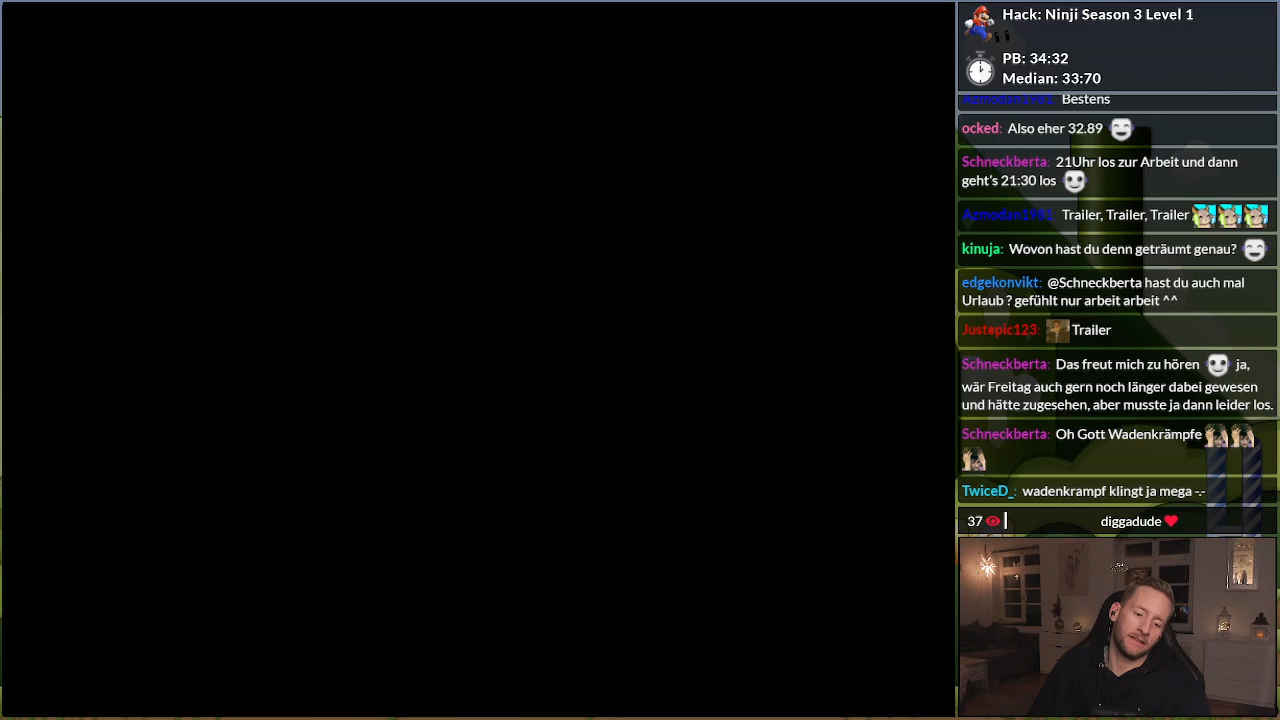 Hack: Ninji Season 3 Level 1
PB: 34:32
Median: 33:70
Azmodan1981: Bestens
ocked: Also eher 32.89
Schneckberta: 21Uhr los zur Arbeit und dann
geht's 21:30 los
Azmodan1981: Trailer, Trailer, Trailer
kinuja: Wovon hast du denn geträumt genau?
edgekonvikt: @Schneckberta hast du auch mal
Urlaub ? gefühlt nur arbeit arbeit ^^
Justepic123: Trailer
Schneckberta: Das freut mich zu hören ja,
wär Freitag auch gern noch länger dabei gewesen
und hätte zugesehen, aber musste ja dann leider los.
Schneckberta: Oh Gott Wadenkrämpfe
TwiceD_: wadenkrampf klingt ja mega -.-
37 diggadude